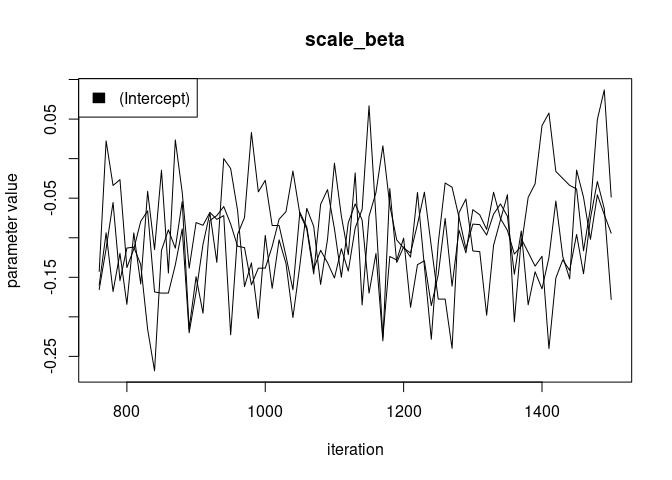 scale_beta
(Intercept)
parameter value
0.05
-0.05
-0.15
-0.25
800 1000 1200 1400
iteration